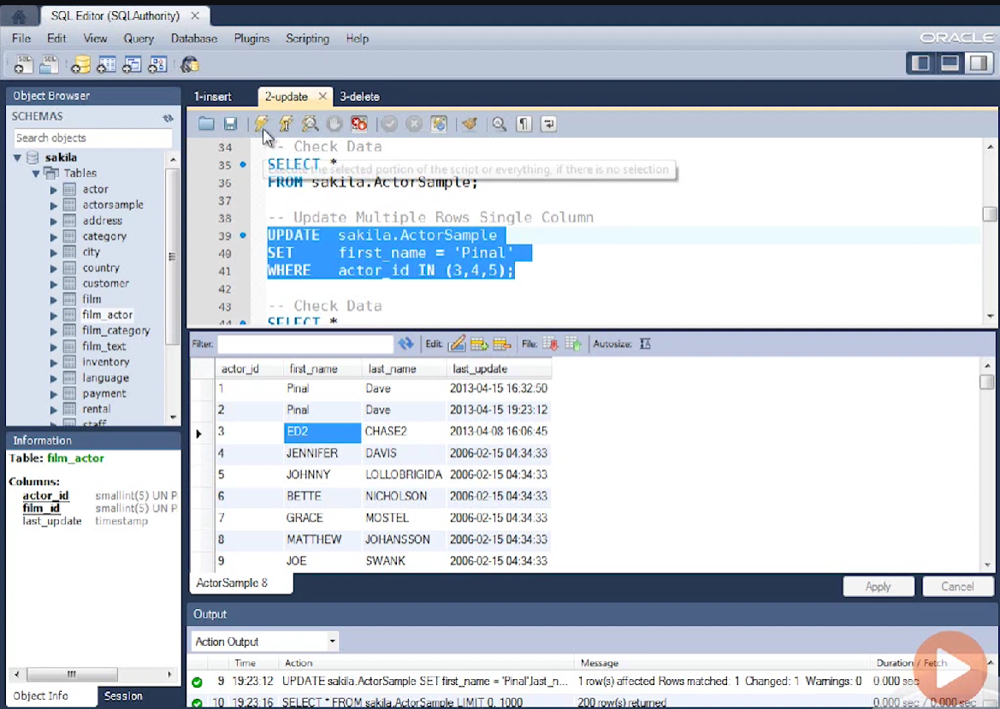 SQL Editor (SQLAuthority) ×
File Edit View Query Database Plugins Scripting Help
ORACLE
SQL SQL
Object Browser
SCHEMAS
Search objects
sakila
Tables
actor
actorsample
address
category
city
country
customer
film
film_actor
film_category
film_text
inventory
language
payment
rental
staff
Information
Table: film_actor
Columns:
actor_id smallint(5) UN P
film_id smallint(5) UN P
last_update timestamp
Object Info Session
1-insert 2-update × 3-delete
34 -- Check Data
35 SELECT *
Execute the selected portion of the script or everything, if there is no selection
36 FROM sakila.ActorSample;
37
38 -- Update Multiple Rows Single Column
39 UPDATE sakila.ActorSample
40 SET first_name = 'Pinal'
41 WHERE actor_id IN (3,4,5);
42
43 -- Check Data
44 SELECT *
Filter: Edit: File: Autosize:
actor_id first_name last_name last_update
1 Pinal Dave 2013-04-15 16:32:50
2 Pinal Dave 2013-04-15 19:23:12
3 ED2 CHASE2 2013-04-08 16:06:45
4 JENNIFER DAVIS 2006-02-15 04:34:33
5 JOHNNY LOLLOBRIGIDA 2006-02-15 04:34:33
6 BETTE NICHOLSON 2006-02-15 04:34:33
7 GRACE MOSTEL 2006-02-15 04:34:33
8 MATTHEW JOHANSSON 2006-02-15 04:34:33
9 JOE SWANK 2006-02-15 04:34:33
ActorSample 8
Apply Cancel
Output
Action Output
Time Action Message Duration / Fetch
9 19:23:12 UPDATE sakila.ActorSample SET first_name = 'Pinal',last_n... 1 row(s) affected Rows matched: 1 Changed: 1 Warnings: 0 0.000 sec
10 19:23:16 SELECT * FROM sakila.ActorSample LIMIT 0, 1000 200 row(s) returned 0.000 sec / 0.000 sec